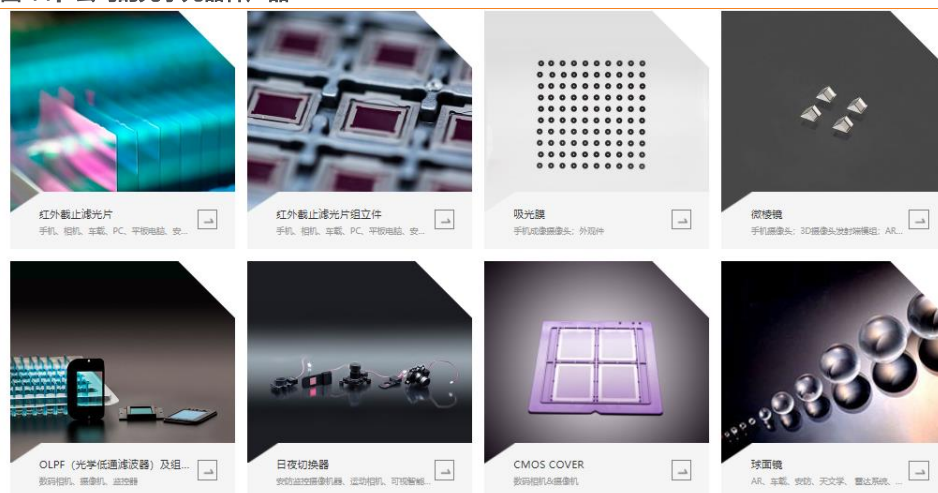 红外截止滤光片
手机、相机、车载、PC、平板电脑、安...
红外截止滤光片组立件
手机、相机、车载、PC、平板电脑、安...
吸光膜
手机成像摄像头；外观件
微棱镜
手机摄像头；3D摄像头发射端模组；AR...
OLPF（光学低通滤波器）及组...
数码相机、摄像机、监控器
日夜切换器
安防监控摄像机器、运动相机、可视智能...
CMOS COVER
数码相机&摄像机
球面镜
AR、车载、安防、天文学、雷达系统、...